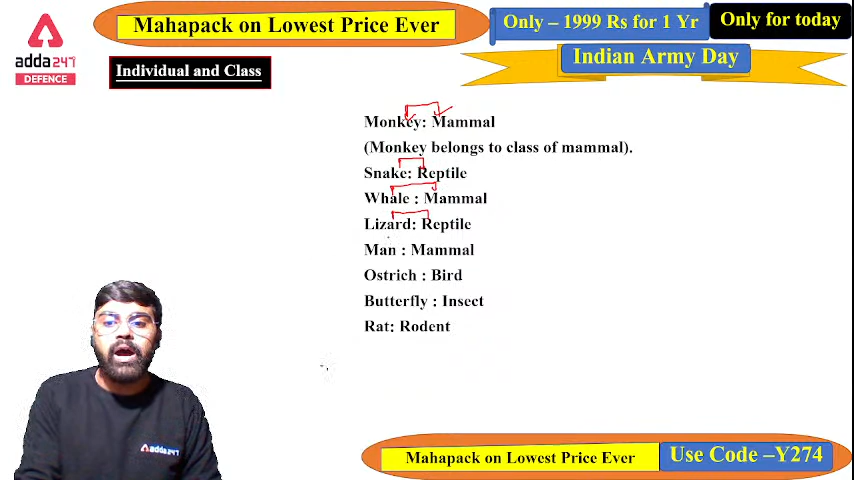 Mahapack on Lowest Price Ever
Only – 1999 Rs for 1 Yr
Only for today
adda247
DEFENCE
Indian Army Day
Individual and Class
Monkey: Mammal
(Monkey belongs to class of mammal).
Snake: Reptile
Whale : Mammal
Lizard: Reptile
Man : Mammal
Ostrich : Bird
Butterfly : Insect
Rat: Rodent
adda247
Mahapack on Lowest Price Ever
Use Code –Y274